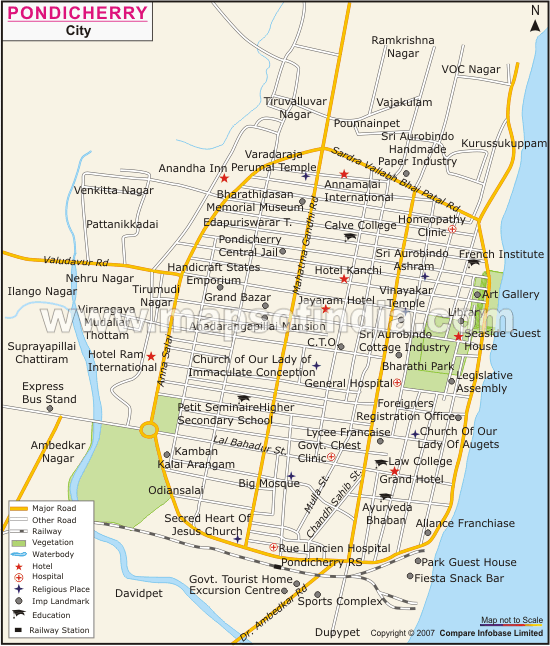 PONDICHERRY
City
N
Ramkrishna
Nagar
VOC Nagar
Tiruvalluvar
Nagar
Vajakulam
Pounnainpet
Sri Aurobindo
Handmade
Paper Industry
Kurussukuppam
Sardra Vallabh Bhai Patal Rd
Varadaraja
Perumal Temple
Anandha Inn
Annamalai
International
Venkitta Nagar
Bharathidasan
Memorial Museum
Mahatma Gandhi Rd
Homeopathy
Clinic
Pattanikkadai
Edapuriswarar T.
Calve College
Pondicherry
Central Jail
Sri Aurobindo
Ashram
French Institute
Valudavur Rd
Handicraft States
Emporium
Hotel Kanchi
Nehru Nagar
Ilango Nagar
Tirumudi
Nagar
Grand Bazar
Jeyaram Hotel
Vinayakar
Temple
Art Gallery
Viraragaya
Mudaliar
Thottam
Anadarangapillai Mansion
Library
www.mapsofindia.com
Seaside Guest
House
Suprayapillai
Chattiram
Hotel Ram
International
Anna Salai
C.T.O.
Sri Aurobindo
Cottage Industry
Church of Our Lady of
Immaculate Conception
Bharathi Park
General Hospital
Legislative
Assembly
Express
Bus Stand
Petit SeminaireHigher
Secondary School
Foreigners
Registration Office
Lal Bahadur St.
Lycee Francaise
Church Of Our
Lady Of Augets
Ambedkar
Nagar
Kamban
Kalai Arangam
Govt. Chest
Clinic
Law College
Grand Hotel
Odiansalai
Big Mosque
Mulla St.
Chandh Sahib St.
Ayurveda
Bhaban
Secred Heart Of
Jesus Church
Allance Franchiase
Rue Lancien Hospital
Pondicherry RS
Park Guest House
Fiesta Snack Bar
Davidpet
Govt. Tourist Home
Excursion Centre
Sports Complex
Dr. Ambedkar Rd
Dupypet
Major Road
Other Road
Railway
Vegetation
Waterbody
Hotel
Hospital
Religious Place
Imp Landmark
Education
Railway Station
Map not to Scale
Copyright © 2007 Compare Infobase Limited